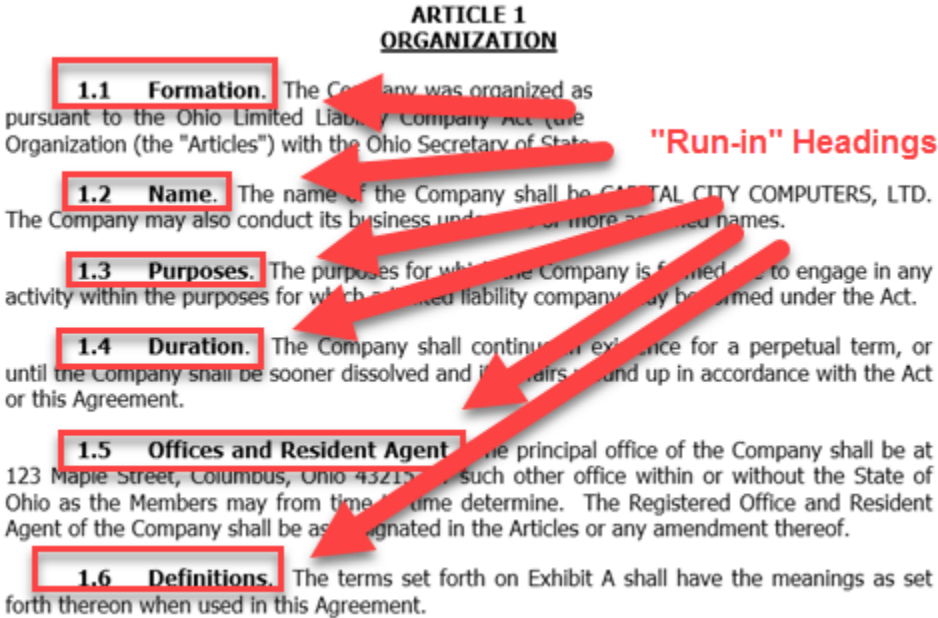 ARTICLE 1
ORGANIZATION
1.1 Formation. The Company was organized as
pursuant to the Ohio Limited Liability Company Act (the
Organization (the "Articles") with the Ohio Secretary of State
"Run-in" Headings
1.2 Name. The name of the Company shall be CAPITAL CITY COMPUTERS, LTD.
The Company may also conduct its business under or more assumed names.
1.3 Purposes. The purposes for which the Company is formed are to engage in any
activity within the purposes for which a limited liability company may be formed under the Act.
1.4 Duration. The Company shall continue in existence for a perpetual term, or
until the Company shall be sooner dissolved and its affairs wound up in accordance with the Act
or this Agreement.
1.5 Offices and Resident Agent The principal office of the Company shall be at
123 Maple Street, Columbus, Ohio 43215 such other office within or without the State of
Ohio as the Members may from time to time determine. The Registered Office and Resident
Agent of the Company shall be as designated in the Articles or any amendment thereof.
1.6 Definitions. The terms set forth on Exhibit A shall have the meanings as set
forth thereon when used in this Agreement.